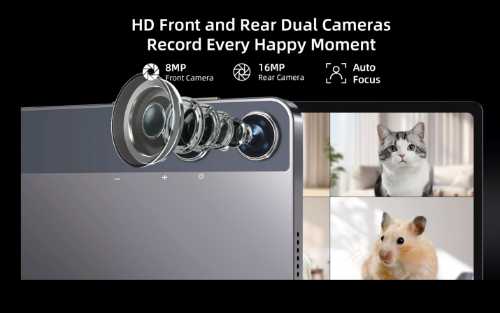 HD Front and Rear Dual Cameras
Record Every Happy Moment
8MP
Front Camera
16MP
Rear Camera
Auto
Focus